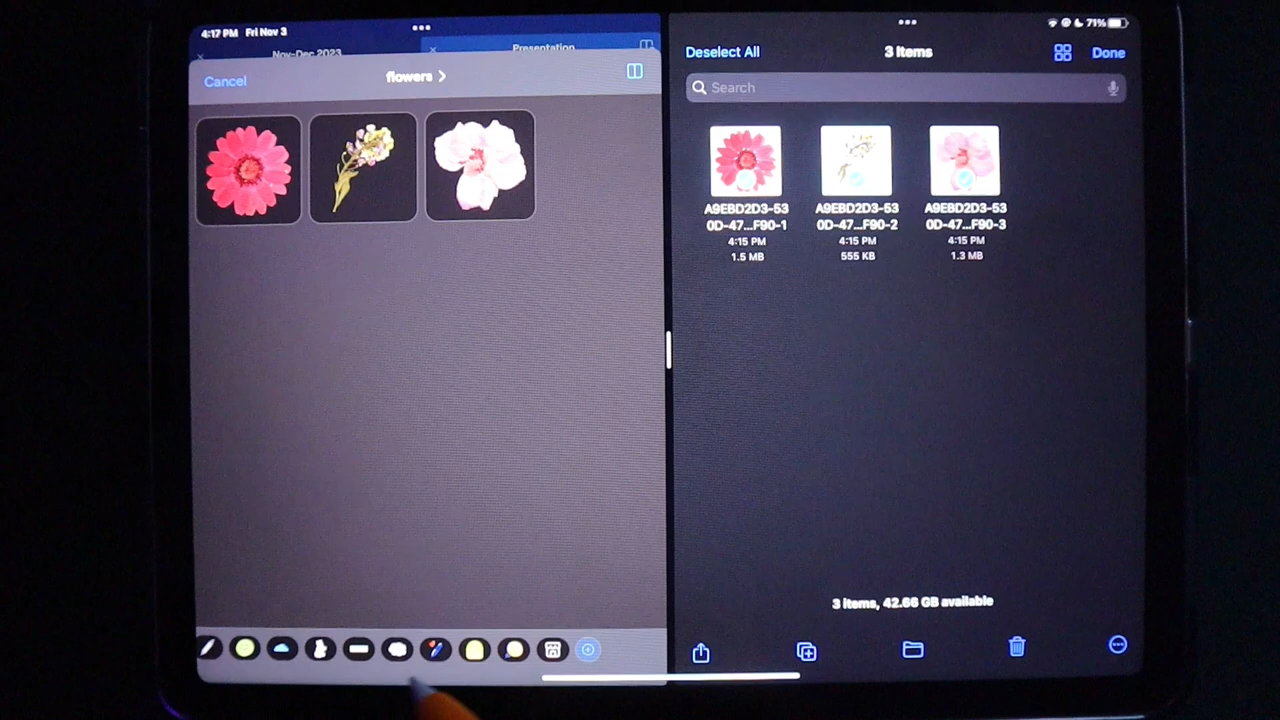 4:17 PM Fri Nov 3
71%
Nov-Dec 2023
Presentation
Cancel
flowers
Deselect All
3 Items
Done
Search
A9EBD2D3-53
0D-47...F90-1
4:15 PM
1.5 MB
A9EBD2D3-53
0D-47...F90-2
4:15 PM
555 KB
A9EBD2D3-53
0D-47...F90-3
4:15 PM
1.3 MB
3 items, 42.66 GB available